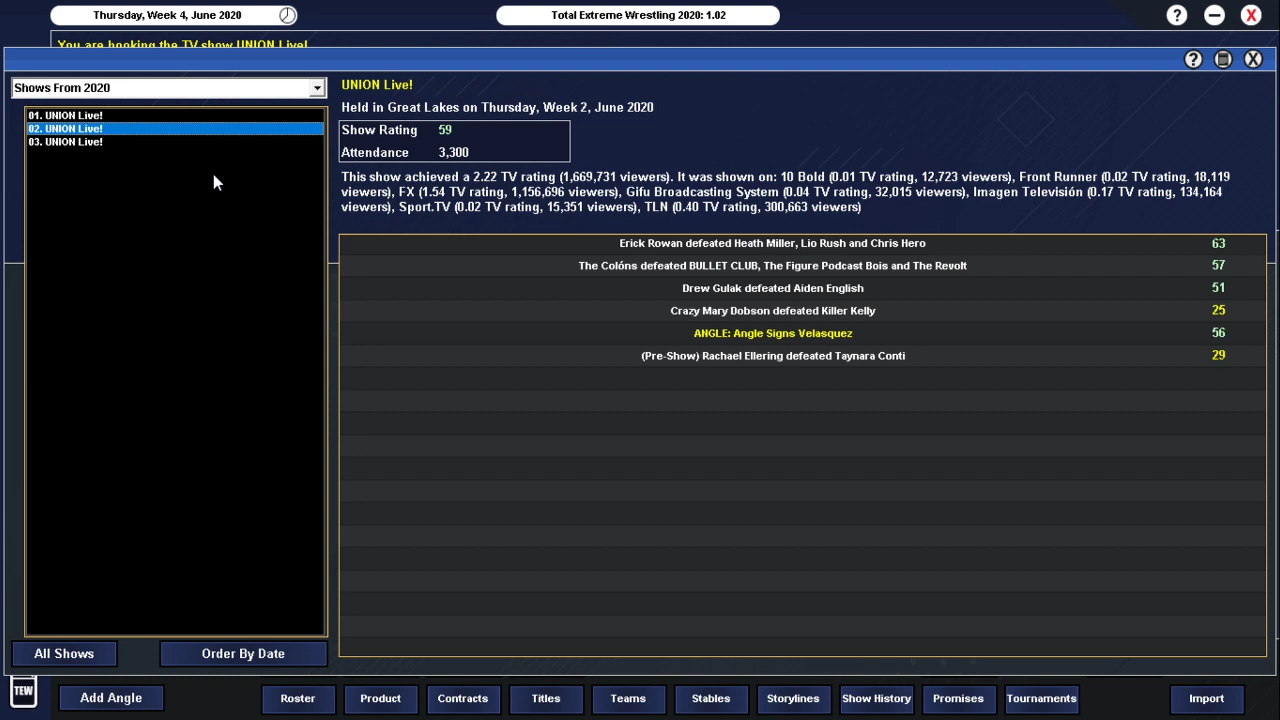 Thursday, Week 4, June 2020
Total Extreme Wrestling 2020: 1.02
? X
You are booking the TV show UNION Live!
? X
Shows From 2020
01. UNION Live!
02. UNION Live!
03. UNION Live!
All Shows
Order By Date
UNION Live!
Held in Great Lakes on Thursday, Week 2, June 2020
Show Rating 59
Attendance 3,300
This show achieved a 2.22 TV rating (1,669,731 viewers). It was shown on: 10 Bold (0.01 TV rating, 12,723 viewers), Front Runner (0.02 TV rating, 18,119
viewers), FX (1.54 TV rating, 1,156,696 viewers), Gifu Broadcasting System (0.04 TV rating, 32,015 viewers), Imagen Televisión (0.17 TV rating, 134,164
viewers), Sport.TV (0.02 TV rating, 15,351 viewers), TLN (0.40 TV rating, 300,663 viewers)
Erick Rowan defeated Heath Miller, Lio Rush and Chris Hero 63
The Colóns defeated BULLET CLUB, The Figure Podcast Bois and The Revolt 57
Drew Gulak defeated Aiden English 51
Crazy Mary Dobson defeated Killer Kelly 25
ANGLE: Angle Signs Velasquez 56
(Pre-Show) Rachael Ellering defeated Taynara Conti 29
TEW
Add Angle
Roster
Product
Contracts
Titles
Teams
Stables
Storylines
Show History
Promises
Tournaments
Import